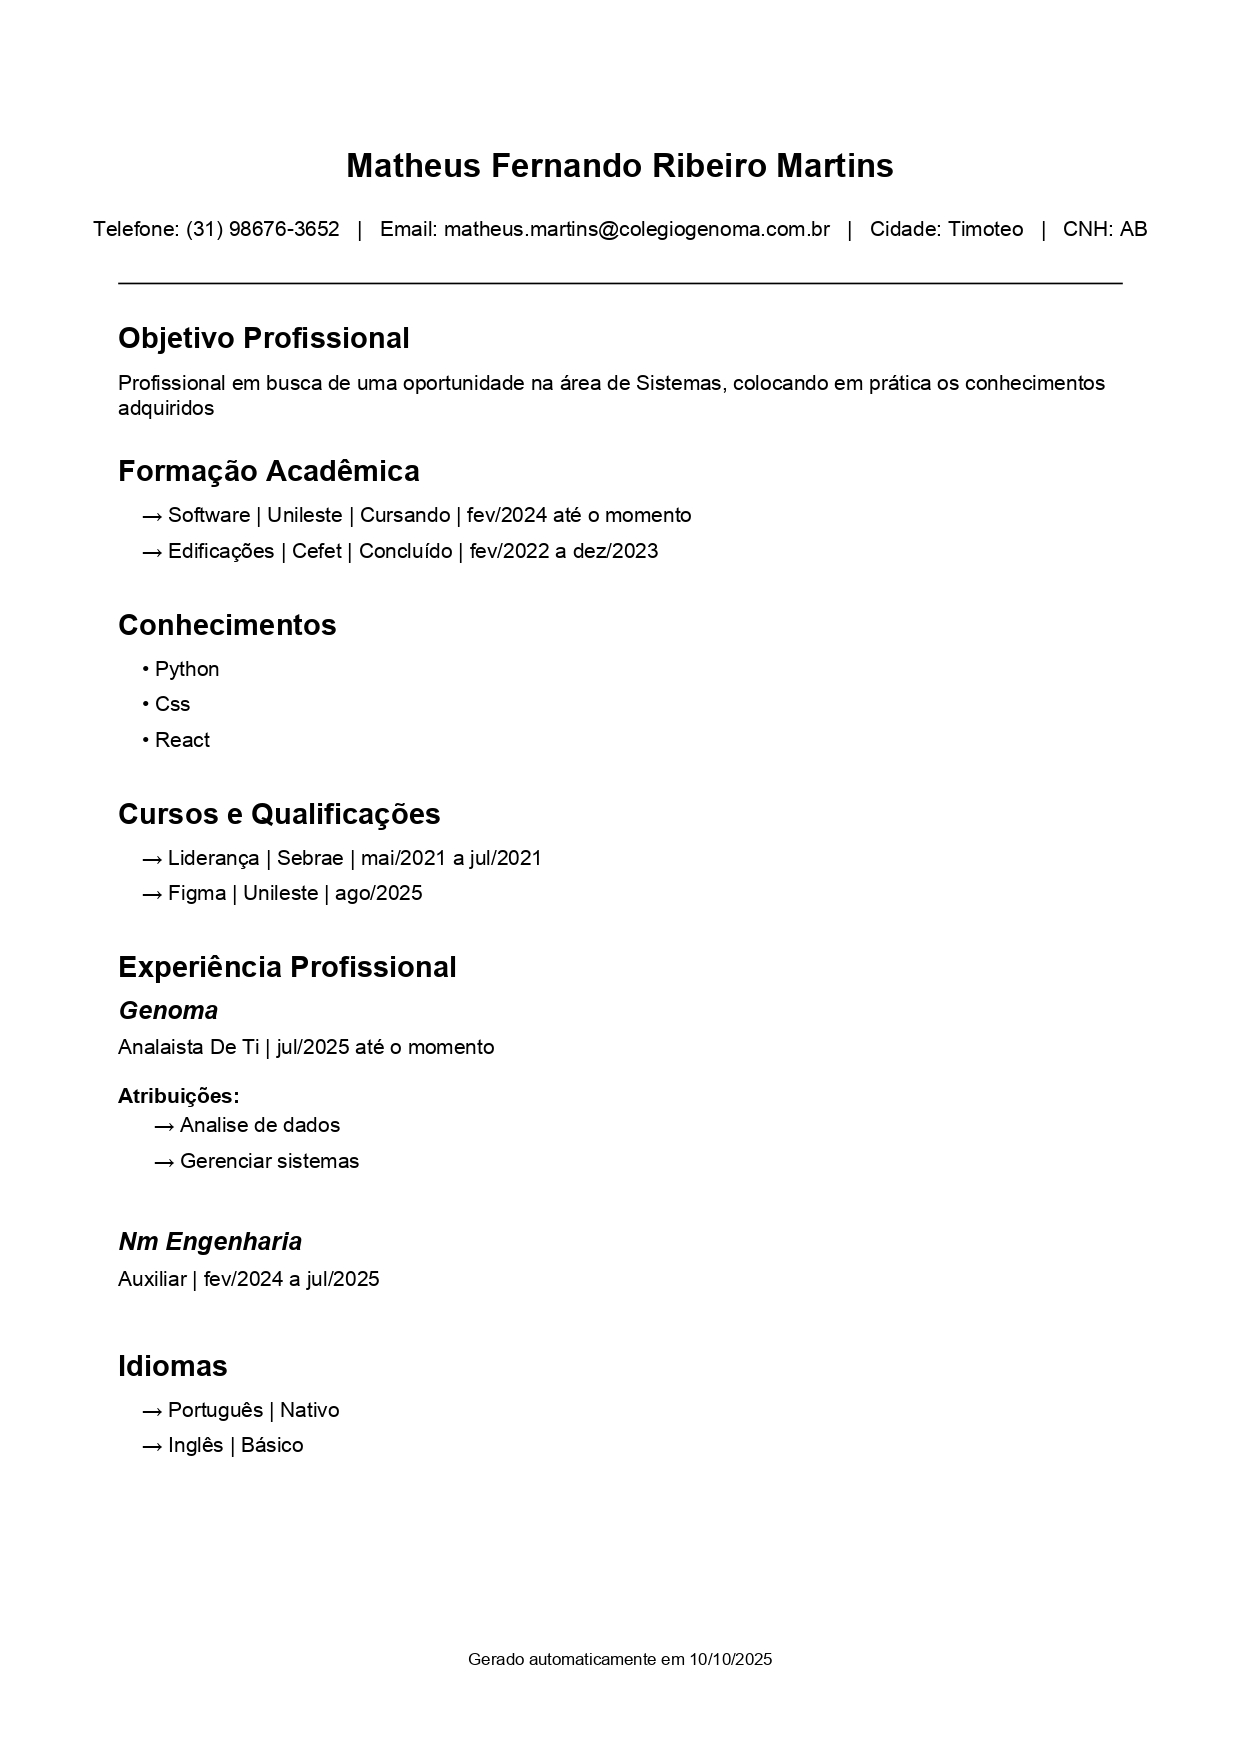 Matheus Fernando Ribeiro Martins
Telefone: (31) 98676-3652 | Email: matheus.martins@colegiogenoma.com.br | Cidade: Timoteo | CNH: AB
Objetivo Profissional
Profissional em busca de uma oportunidade na área de Sistemas, colocando em prática os conhecimentos
adquiridos
Formação Acadêmica
→ Software | Unileste | Cursando | fev/2024 até o momento
→ Edificações | Cefet | Concluído | fev/2022 a dez/2023
Conhecimentos
• Python
• Css
• React
Cursos e Qualificações
→ Liderança | Sebrae | mai/2021 a jul/2021
→ Figma | Unileste | ago/2025
Experiência Profissional
Genoma
Analaista De Ti | jul/2025 até o momento
Atribuições:
→ Analise de dados
→ Gerenciar sistemas
Nm Engenharia
Auxiliar | fev/2024 a jul/2025
Idiomas
→ Português | Nativo
→ Inglês | Básico
Gerado automaticamente em 10/10/2025